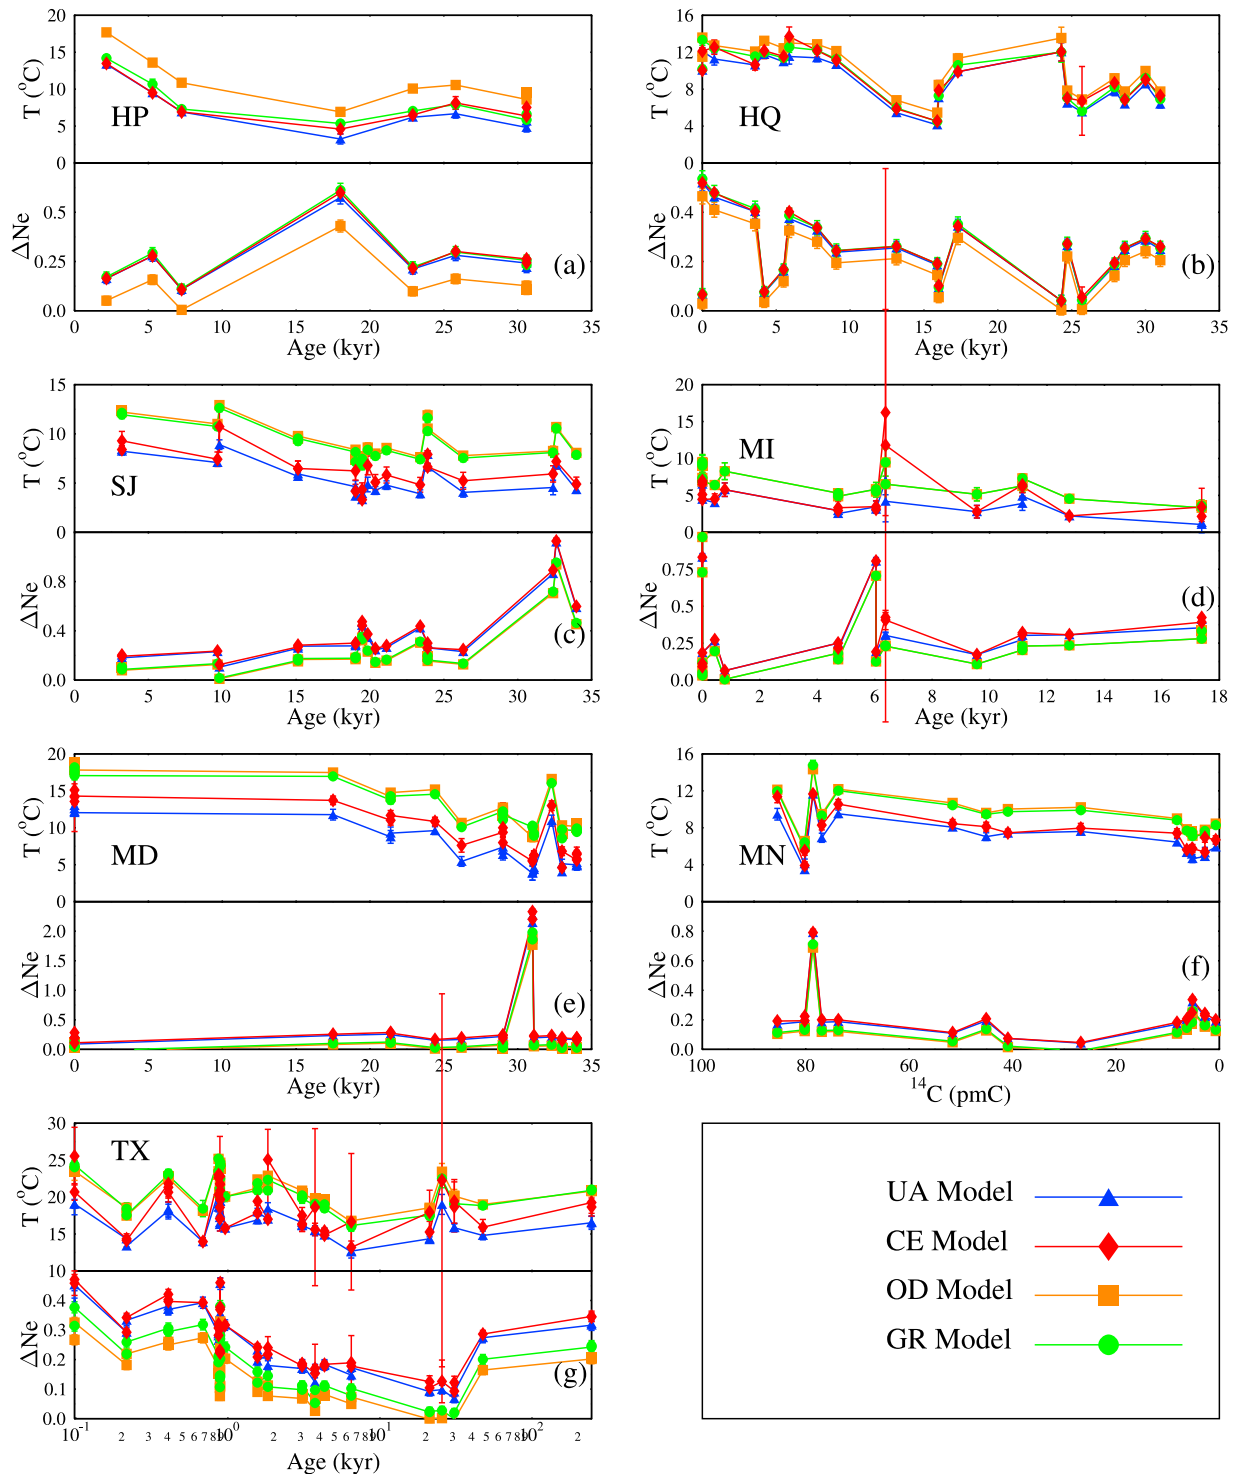 20
15
10
5
0
T (°C)
HP
0.5
0.25
0.0
ΔNe
(a)
0 5 10 15 20 25 30 35
Age (kyr)
16
12
8
4
0
T (°C)
HQ
0.4
0.2
0.0
ΔNe
(b)
0 5 10 15 20 25 30 35
Age (kyr)
15
10
5
0
T (°C)
SJ
0.8
0.4
0.0
ΔNe
(c)
0 5 10 15 20 25 30 35
Age (kyr)
20
15
10
5
0
T (°C)
MI
0.75
0.5
0.25
0.0
ΔNe
(d)
0 2 4 6 8 10 12 14 16 18
Age (kyr)
20
15
10
5
0
T (°C)
MD
2.0
1.5
1.0
0.5
0.0
ΔNe
(e)
0 5 10 15 20 25 30 35
Age (kyr)
16
12
8
4
0
T (°C)
MN
0.8
0.6
0.4
0.2
0.0
ΔNe
(f)
100 80 60 40 20 0
¹⁴C (pmC)
30
25
20
15
10
T (°C)
TX
0.4
0.3
0.2
0.1
0.0
ΔNe
(g)
10⁻¹ 2 3 4 5 6 7 8 9 10⁰ 2 3 4 5 6 7 8 9 10¹ 2 3 4 5 6 7 8 9 10² 2
Age (kyr)
UA Model
CE Model
OD Model
GR Model